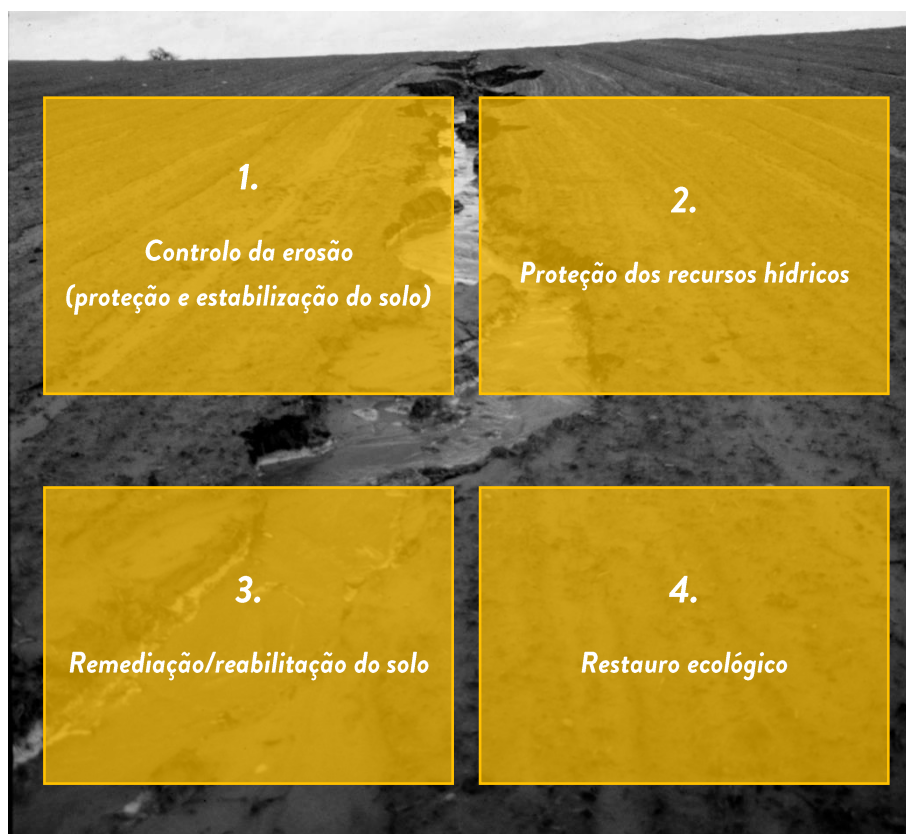 1.
Controlo da erosão
(proteção e estabilização do solo)
2.
Proteção dos recursos hídricos
3.
Remediação/reabilitação do solo
4.
Restauro ecológico